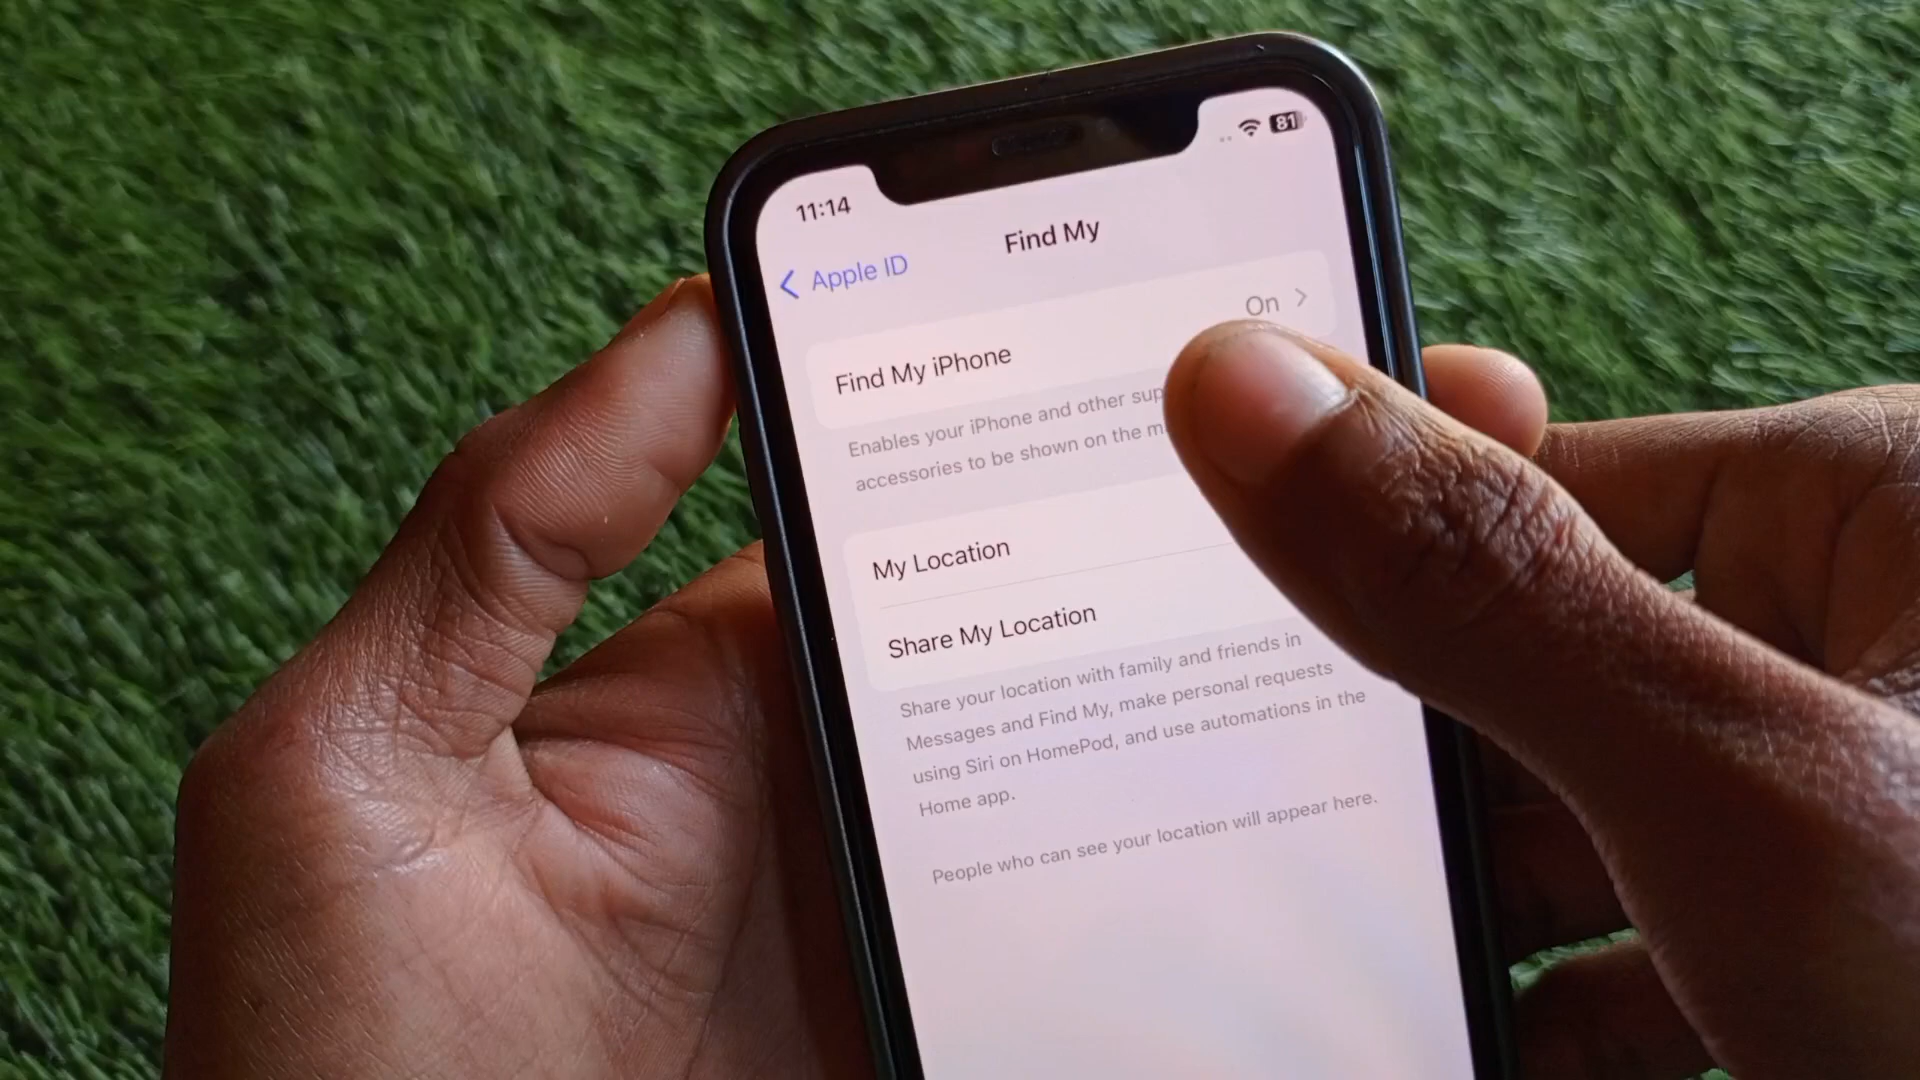 11:14
81
Apple ID
Find My
Find My iPhone
On
Enables your iPhone and other
accessories to be shown on the
My Location
Share My Location
Share your location with family and friends in
Messages and Find My, make personal requests
using Siri on HomePod, and use automations in the
Home app.
People who can see your location will appear here.